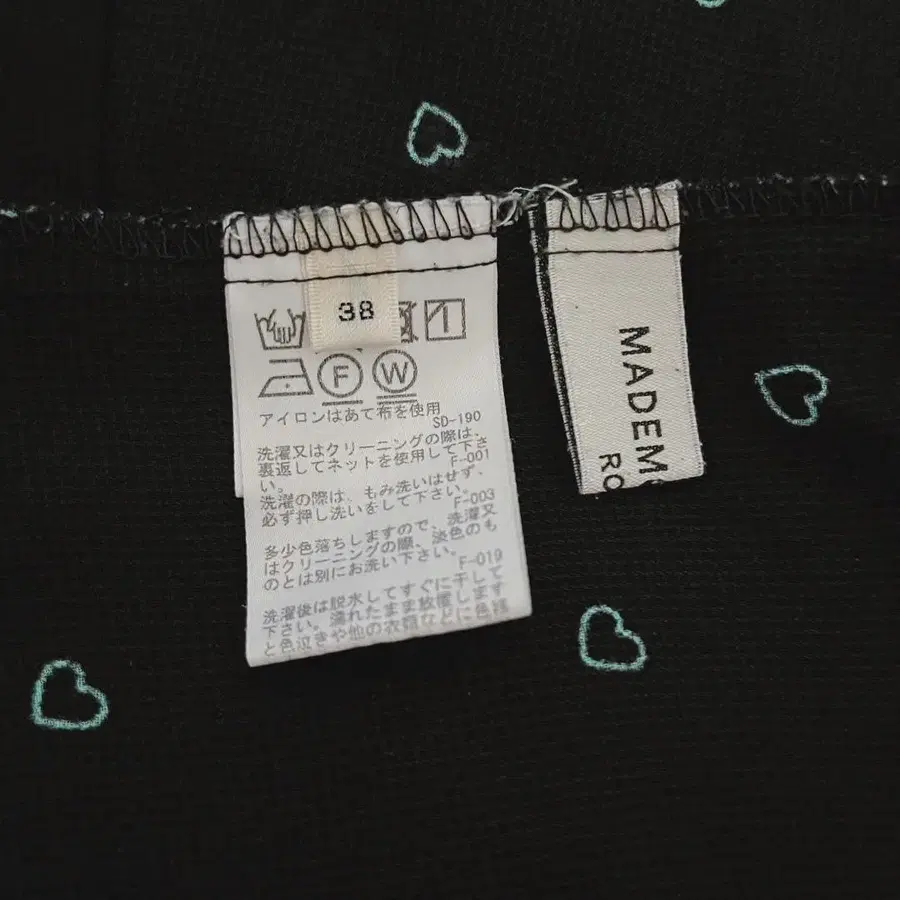 38
F W
アイロンはあて布を使用
SD-190
洗濯又はクリーニングの際は、
裏返してネットを使用して下さ
い。
F-001
洗濯の際は、もみ洗いはせず、
必ず押し洗いをして下さい。
F-003
多少色落ちしますので、洗濯又
はクリーニングの際、淡色のも
のとは別にお洗い下さい。
F-019
洗濯後は脱水してすぐに干して
下さい。濡れたまま放置します
と色泣きや他の衣類などに色移
MADEM
RO